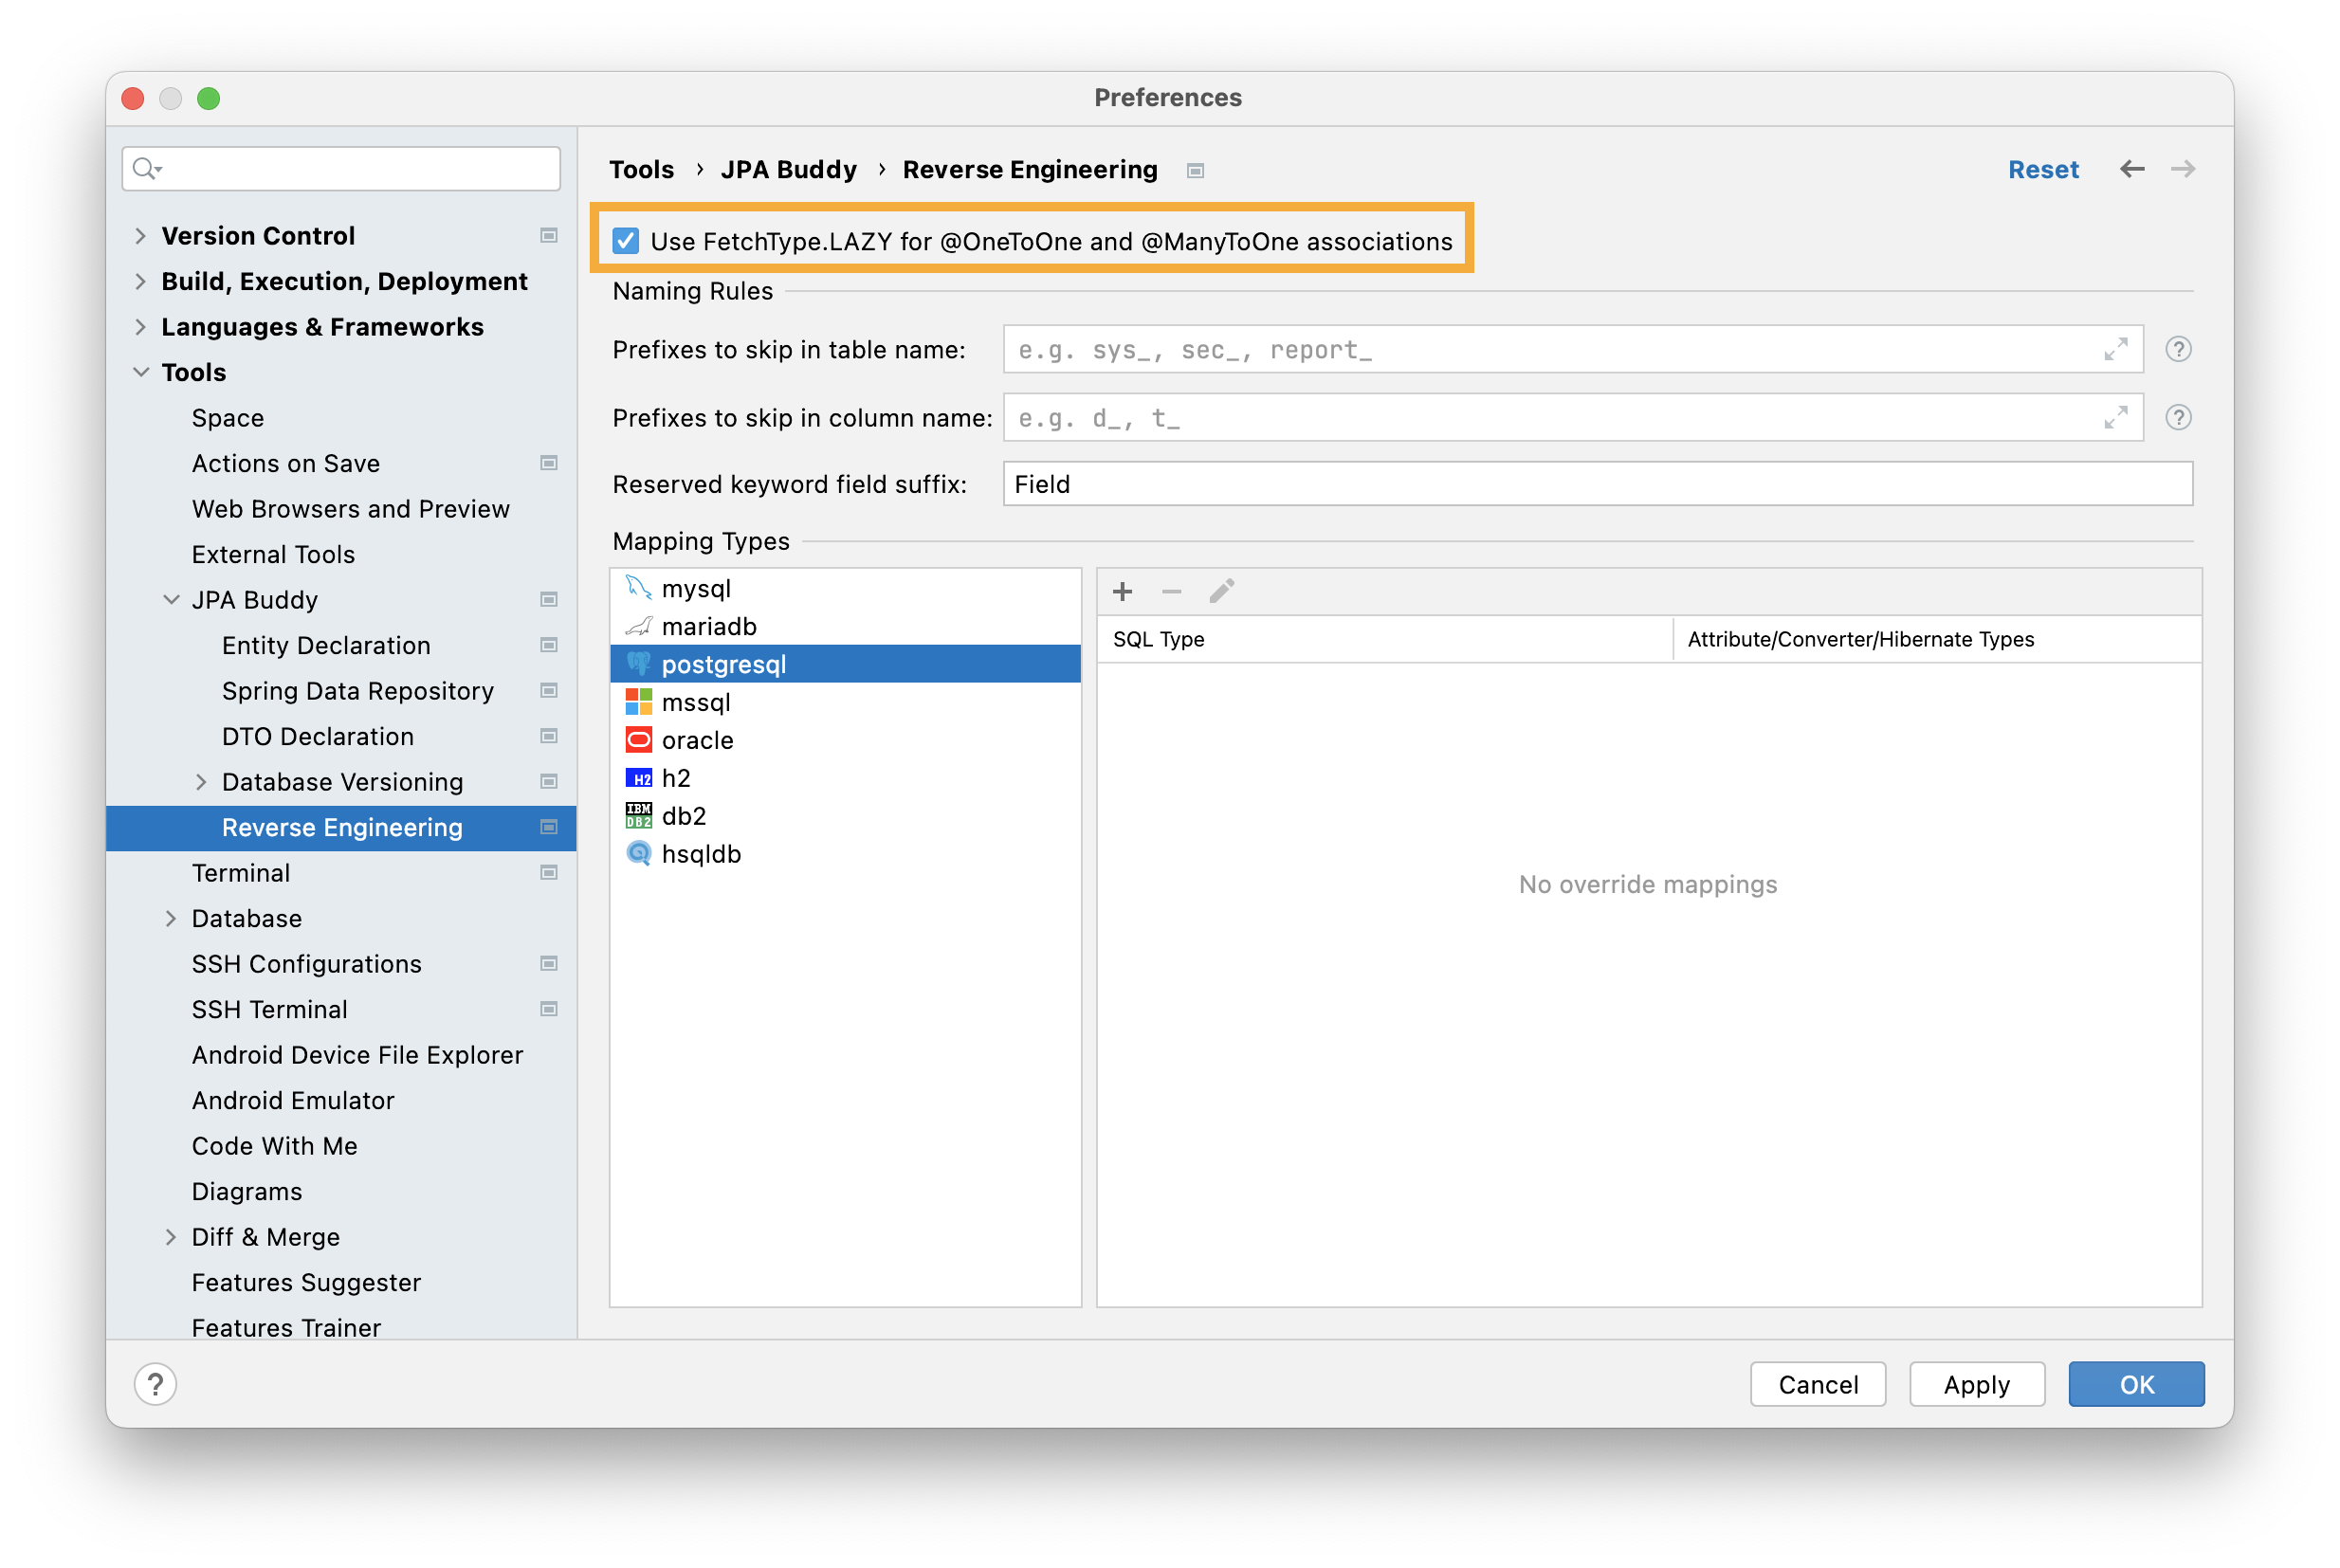 Preferences
Version Control
Build, Execution, Deployment
Languages & Frameworks
Tools
Space
Actions on Save
Web Browsers and Preview
External Tools
JPA Buddy
Entity Declaration
Spring Data Repository
DTO Declaration
Database Versioning
Reverse Engineering
Terminal
Database
SSH Configurations
SSH Terminal
Android Device File Explorer
Android Emulator
Code With Me
Diagrams
Diff & Merge
Features Suggester
Features Trainer
Tools › JPA Buddy › Reverse Engineering
Reset
Use FetchType.LAZY for @OneToOne and @ManyToOne associations
Naming Rules
Prefixes to skip in table name: e.g. sys_, sec_, report_ ?
Prefixes to skip in column name: e.g. d_, t_ ?
Reserved keyword field suffix: Field
Mapping Types
mysql
mariadb
postgresql
mssql
oracle
H2 h2
IBM
DB2 db2
hsqldb
SQL Type
Attribute/Converter/Hibernate Types
No override mappings
?
Cancel
Apply
OK